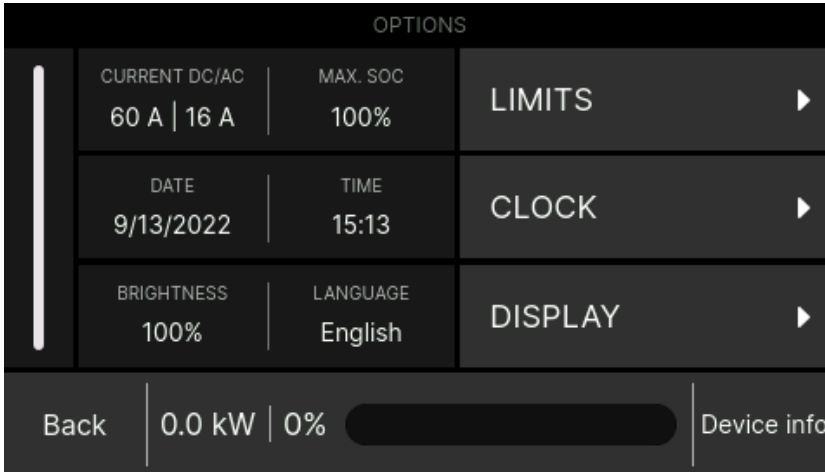 OPTIONS
CURRENT DC/AC MAX. SOC
60 A | 16 A 100%
LIMITS
DATE TIME
9/13/2022 15:13
CLOCK
BRIGHTNESS LANGUAGE
100% English
DISPLAY
Back 0.0 kW | 0% Device info